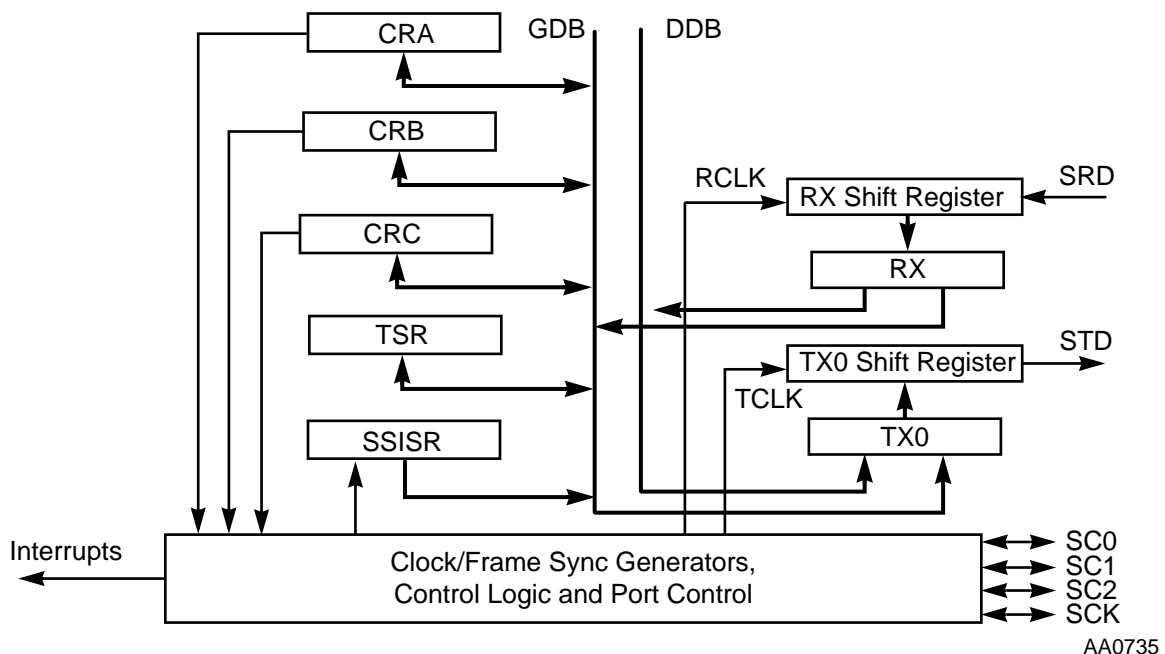 CRA
GDB
DDB
CRB
RCLK
RX Shift Register
SRD
CRC
RX
TSR
TX0 Shift Register
STD
TCLK
SSISR
TX0
Interrupts
Clock/Frame Sync Generators,
Control Logic and Port Control
SC0
SC1
SC2
SCK
AA0735